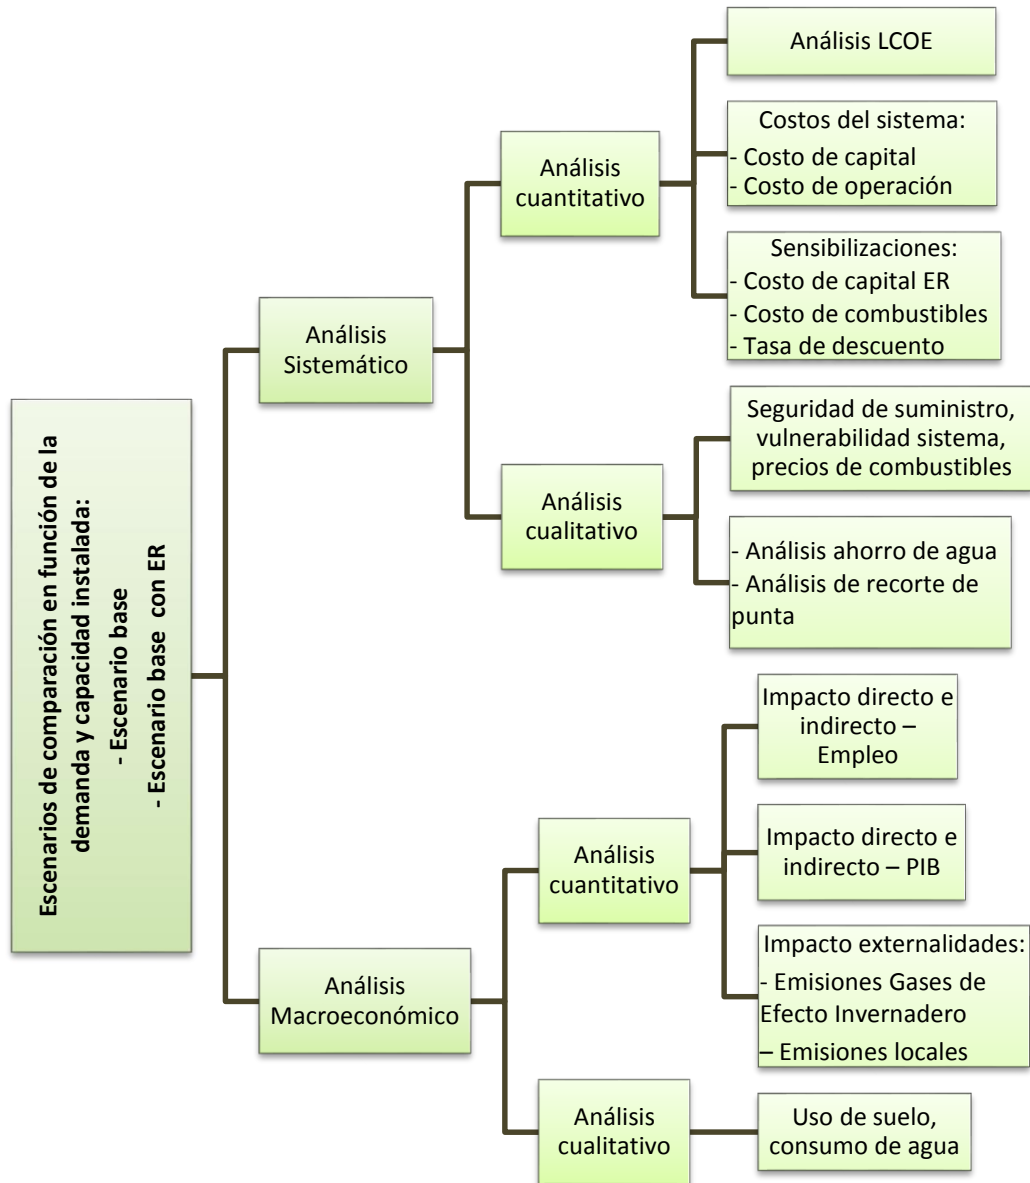 Escenarios de comparación en función de la
demanda y capacidad instalada:
- Escenario base
- Escenario base con ER
Análisis
Sistemático
Análisis
cuantitativo
Análisis LCOE
Costos del sistema:
- Costo de capital
- Costo de operación
Sensibilizaciones:
- Costo de capital ER
- Costo de combustibles
- Tasa de descuento
Análisis
cualitativo
Seguridad de suministro,
vulnerabilidad sistema,
precios de combustibles
- Análisis ahorro de agua
- Análisis de recorte de
punta
Análisis
Macroeconómico
Análisis
cuantitativo
Impacto directo e
indirecto –
Empleo
Impacto directo e
indirecto – PIB
Impacto externalidades:
- Emisiones Gases de
Efecto Invernadero
– Emisiones locales
Análisis
cualitativo
Uso de suelo,
consumo de agua